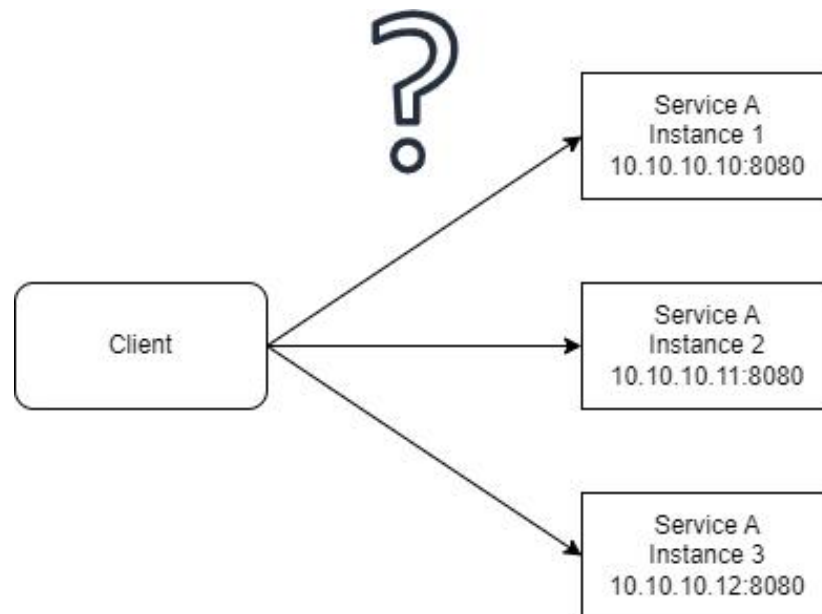 ?
Service A
Instance 1
10.10.10.10:8080
Client
Service A
Instance 2
10.10.10.11:8080
Service A
Instance 3
10.10.10.12:8080